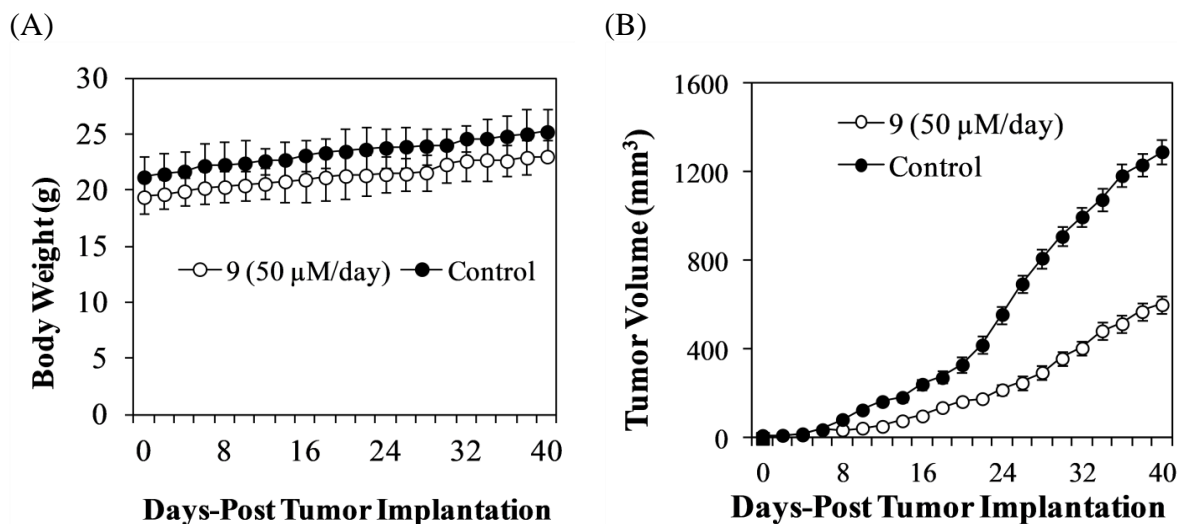 (A)
30
25
20
15
10
5
0
Body Weight (g)
9 (50 µM/day) Control
0 8 16 24 32 40
Days-Post Tumor Implantation
(B)
1600
1200
800
400
0
Tumor Volume (mm³)
9 (50 µM/day)
Control
0 8 16 24 32 40
Days-Post Tumor Implantation